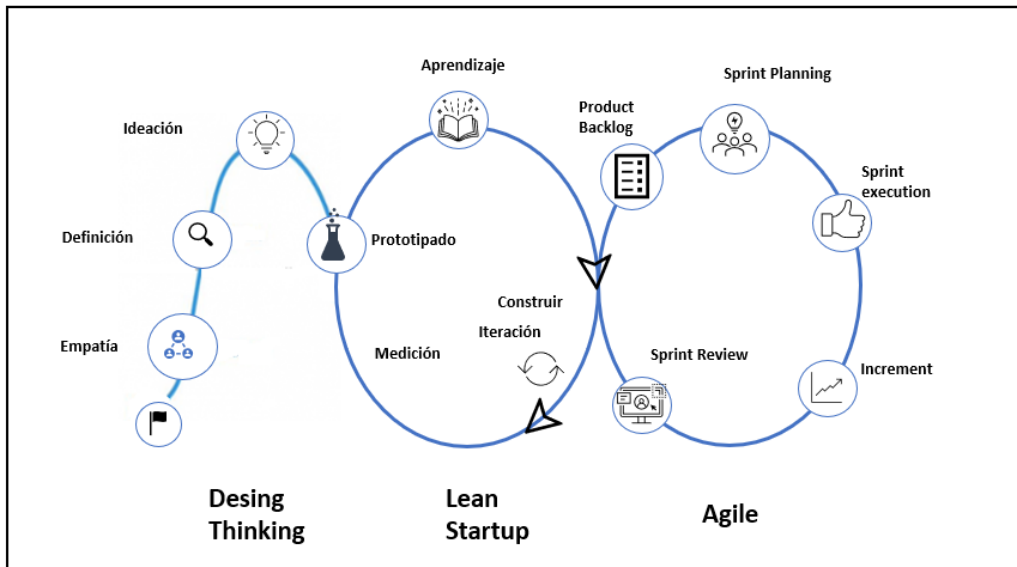 Ideación
Definición
Empatía
Prototipado
Aprendizaje
Medición
Construir
Iteración
Product
Backlog
Sprint Planning
Sprint
execution
Increment
Sprint Review
Desing
Thinking
Lean
Startup
Agile